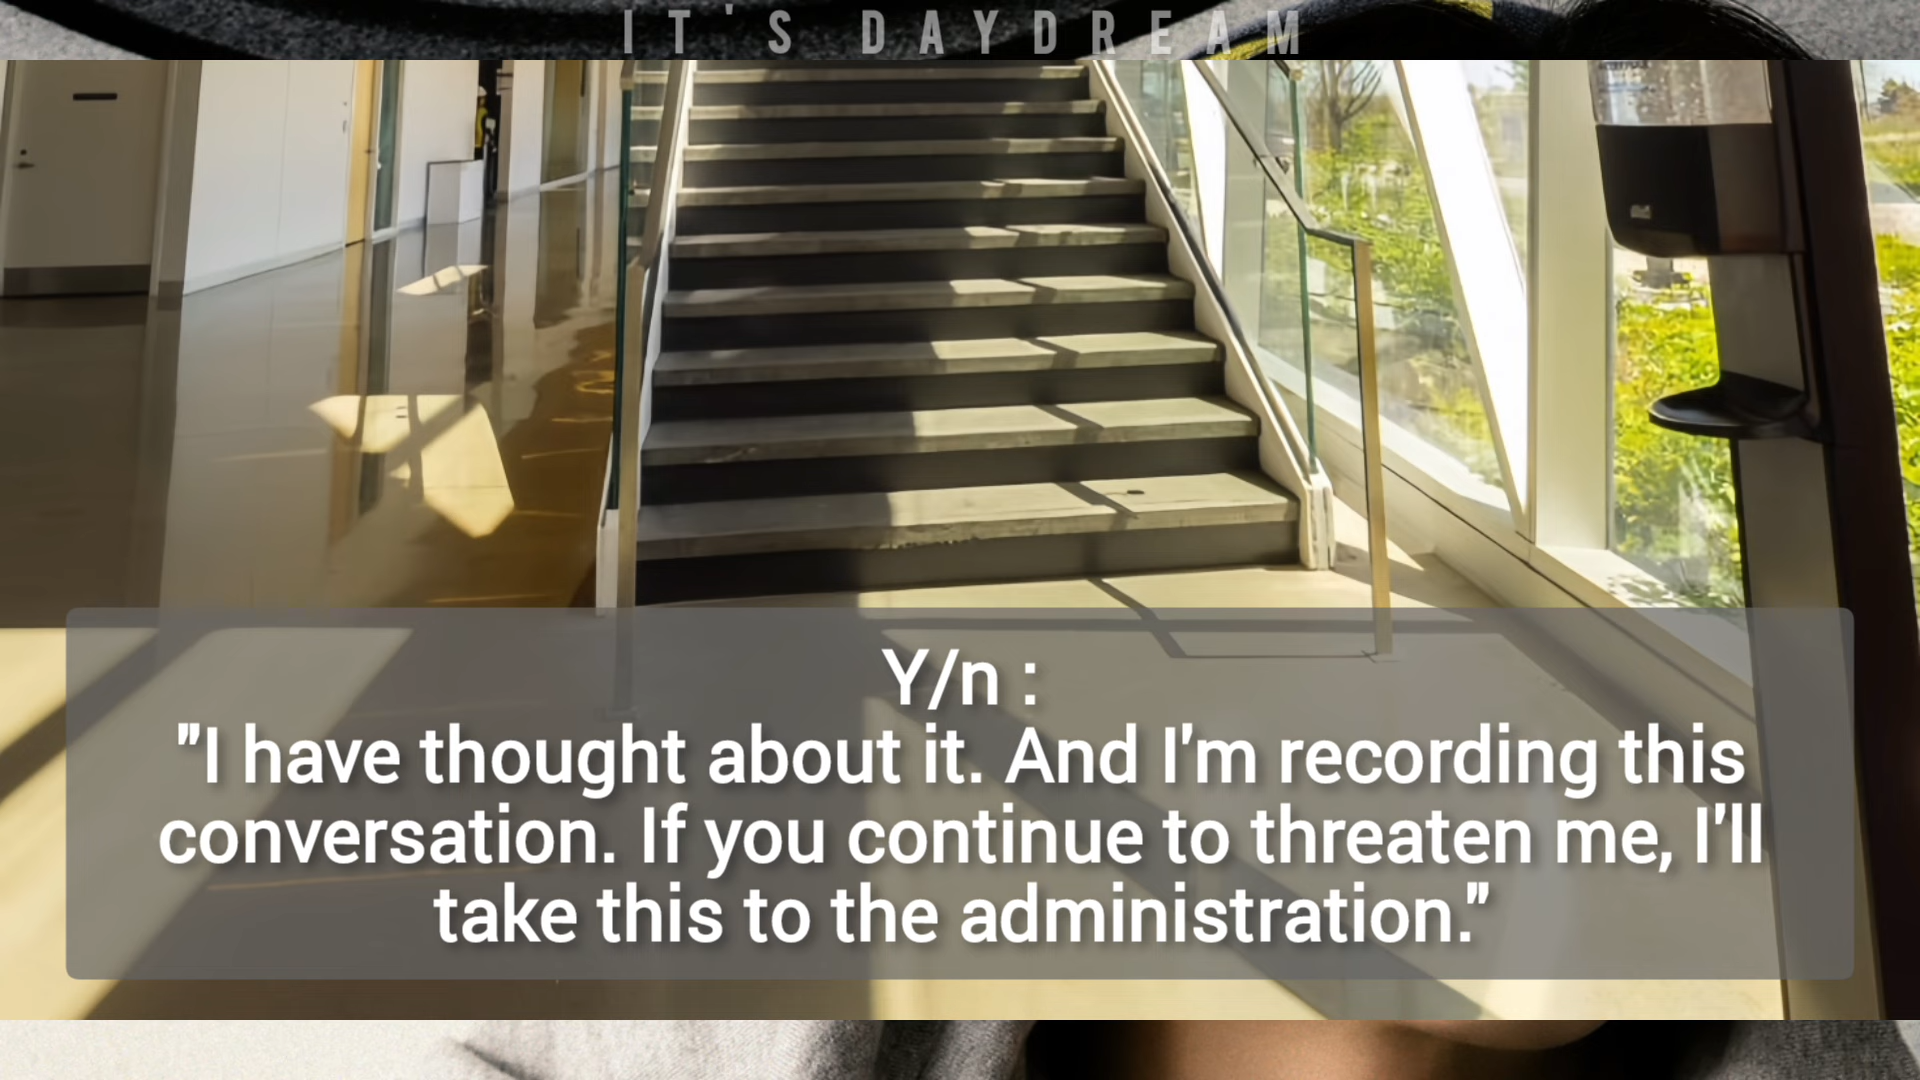 IT'S DAYDREAM
Y/n :
"I have thought about it. And I'm recording this
conversation. If you continue to threaten me, I'll
take this to the administration."